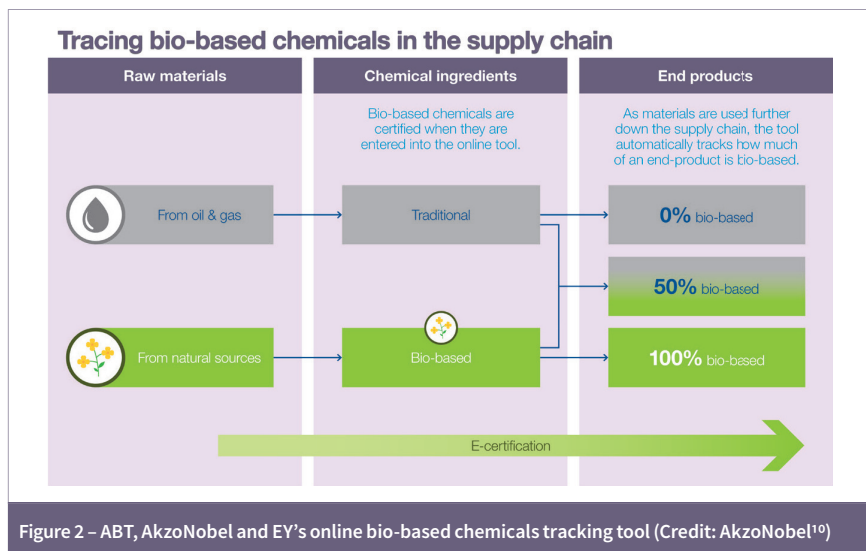 Tracing bio-based chemicals in the supply chain
Raw materials
Chemical ingredients
End products
Bio-based chemicals are
certified when they are
entered into the online tool.
As materials are used further
down the supply chain, the tool
automatically tracks how much
of an end-product is bio-based.
From oil & gas
Traditional
0% bio-based
50% bio-based
From natural sources
Bio-based
100% bio-based
E-certification
Figure 2 – ABT, AkzoNobel and EY’s online bio-based chemicals tracking tool (Credit: AkzoNobel¹⁰)